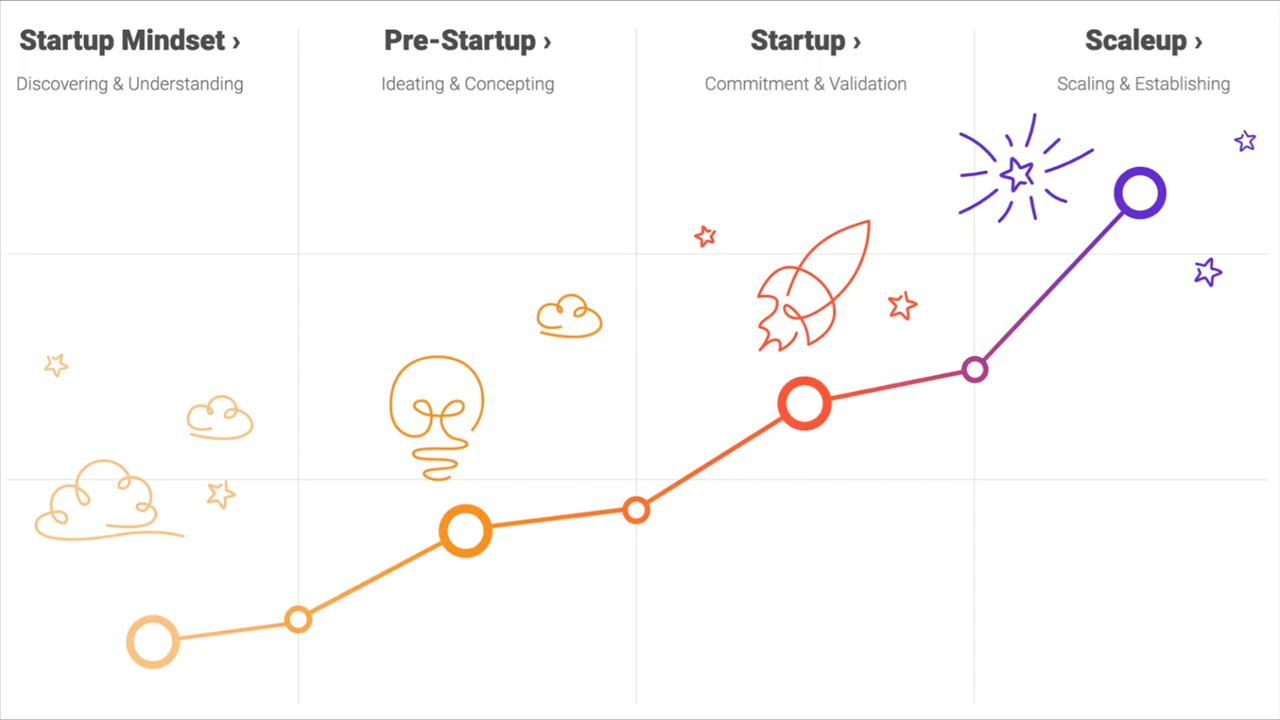 Startup Mindset ›
Discovering & Understanding
Pre-Startup ›
Ideating & Concepting
Startup ›
Commitment & Validation
Scaleup ›
Scaling & Establishing